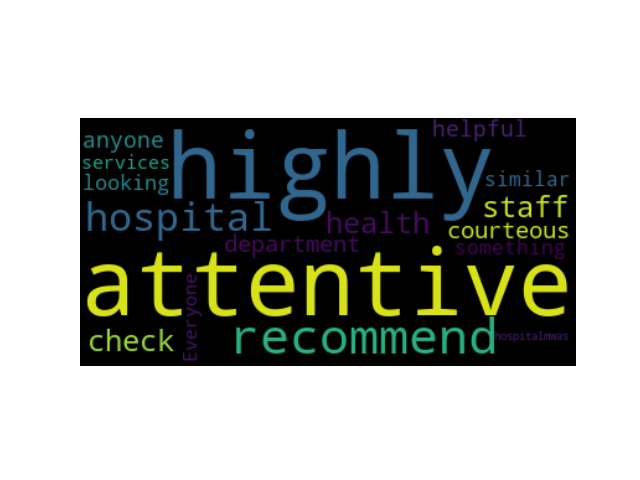 helpful
anyone
highly
services
looking
similar
hospital
health
staff
courteous
department
something
attentive
Everyone
check
recommend
hospitalmwas